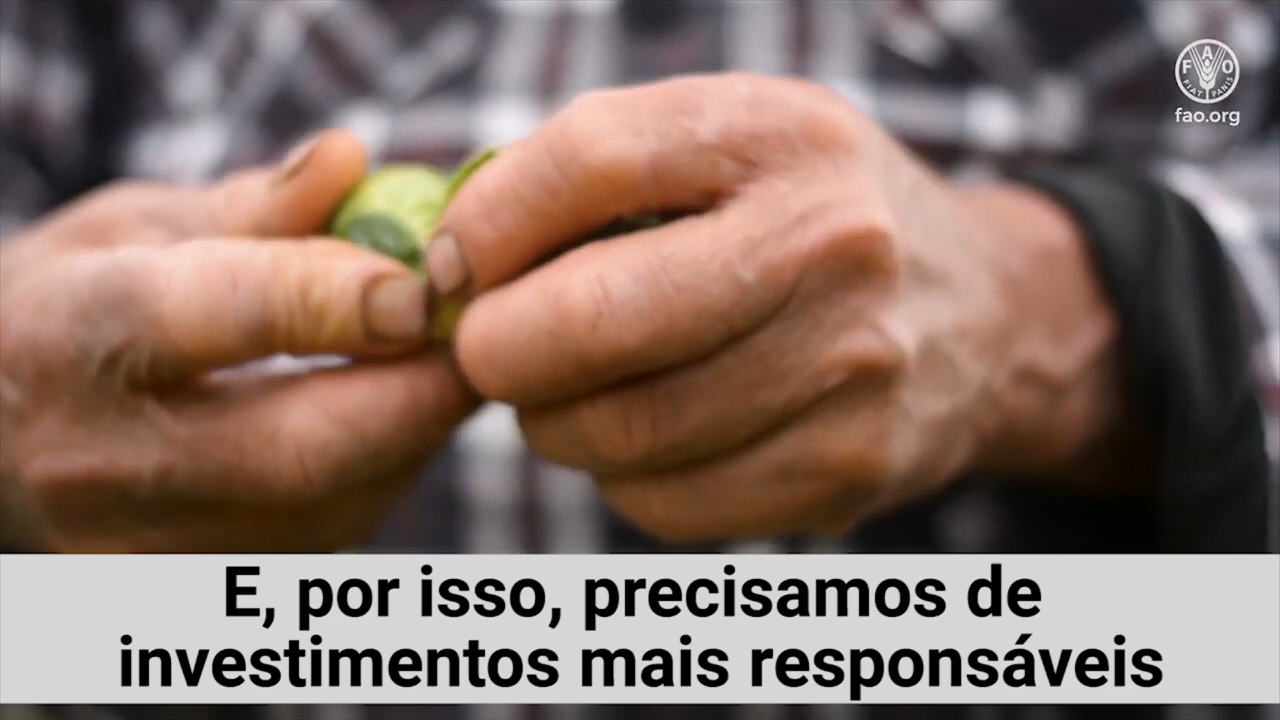 FAO
FIAT PANIS
fao.org
E, por isso, precisamos de
investimentos mais responsáveis